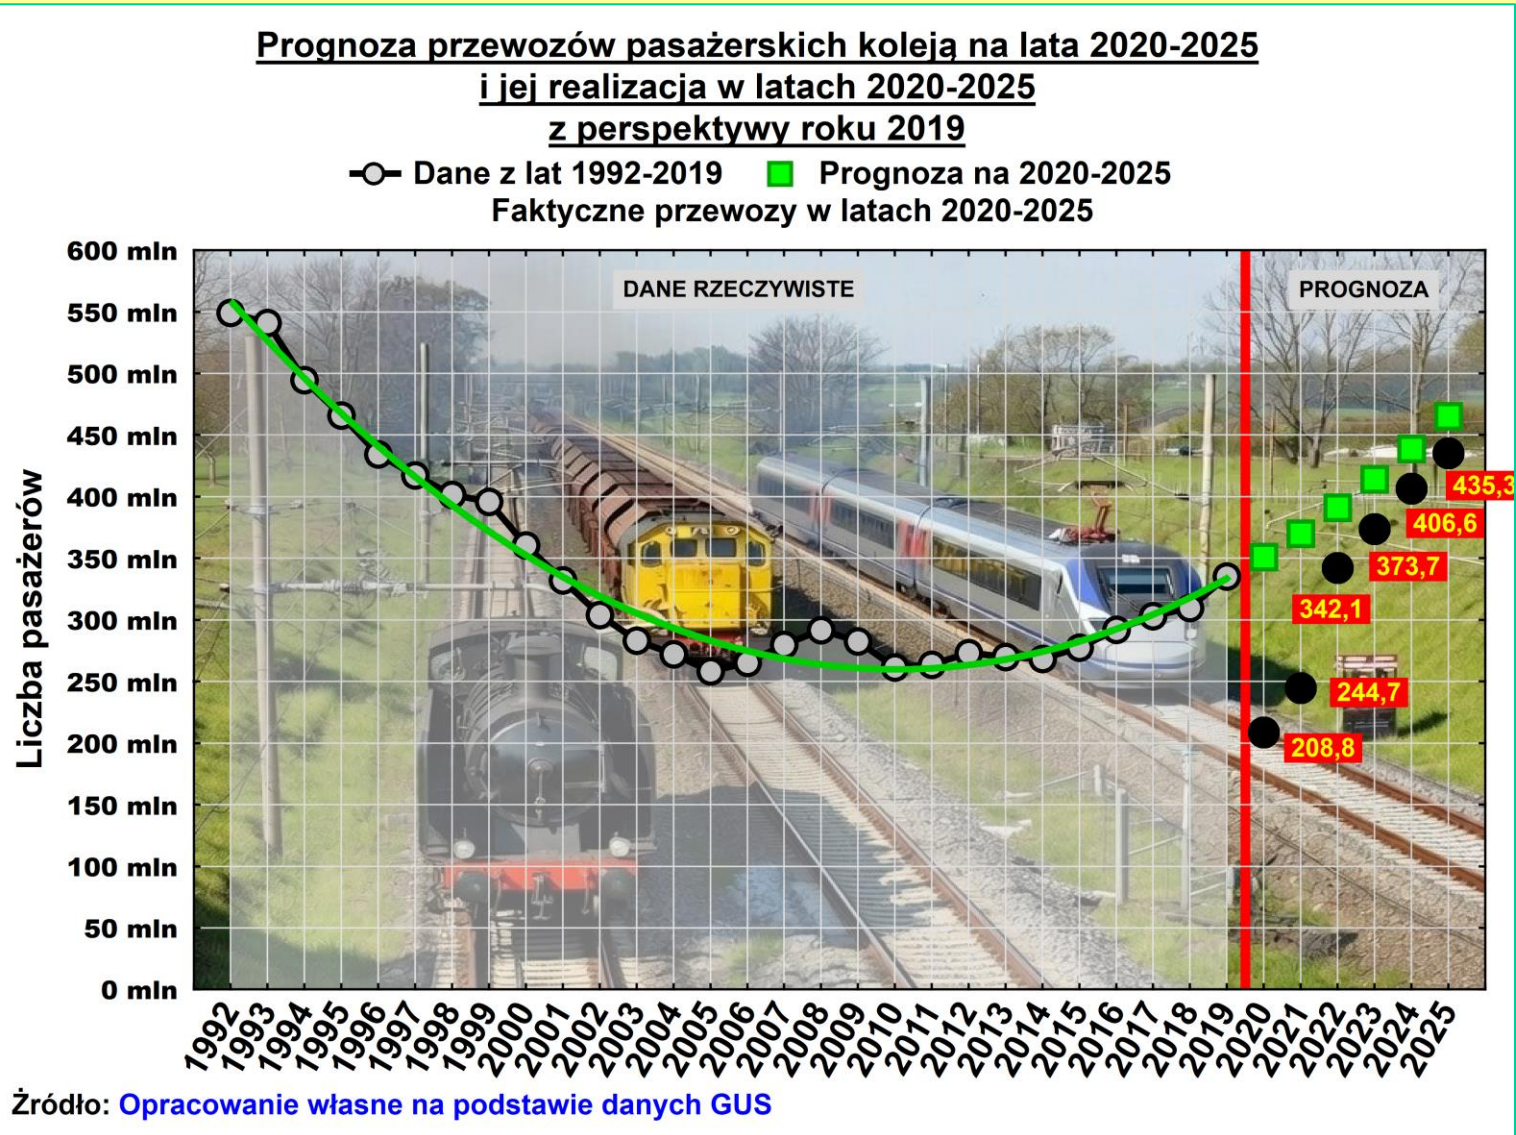 Prognoza przewozów pasażerskich koleją na lata 2020-2025
i jej realizacja w latach 2020-2025
z perspektywy roku 2019
Dane z lat 1992-2019 Prognoza na 2020-2025
Faktyczne przewozy w latach 2020-2025
600 mln
550 mln
500 mln
450 mln
400 mln
350 mln
300 mln
250 mln
200 mln
150 mln
100 mln
50 mln
0 mln
Liczba pasażerów
DANE RZECZYWISTE
PROGNOZA
435,3
406,6
373,7
342,1
244,7
208,8
1992 1993 1994 1995 1996 1997 1998 1999 2000 2001 2002 2003 2004 2005 2006 2007 2008 2009 2010 2011 2012 2013 2014 2015 2016 2017 2018 2019 2020 2021 2022 2023 2024 2025
Żródło: Opracowanie własne na podstawie danych GUS